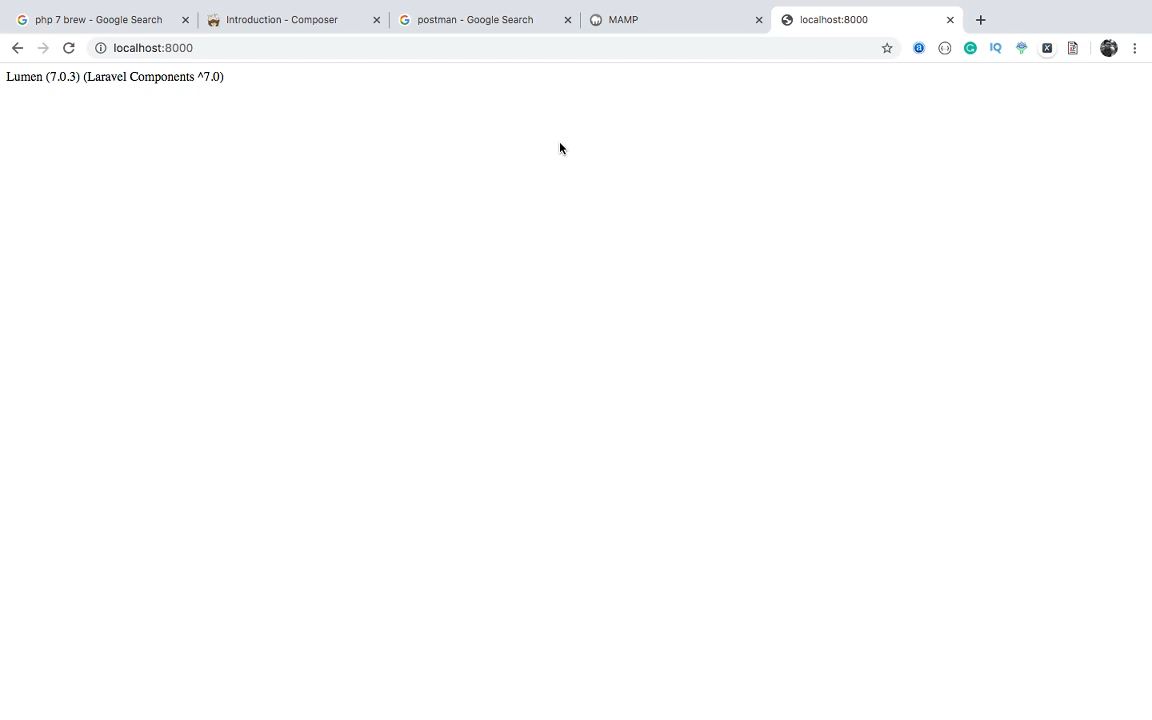 php 7 brew - Google Search
Introduction - Composer
postman - Google Search
MAMP
localhost:8000
localhost:8000
IQ
Lumen (7.0.3) (Laravel Components ^7.0)